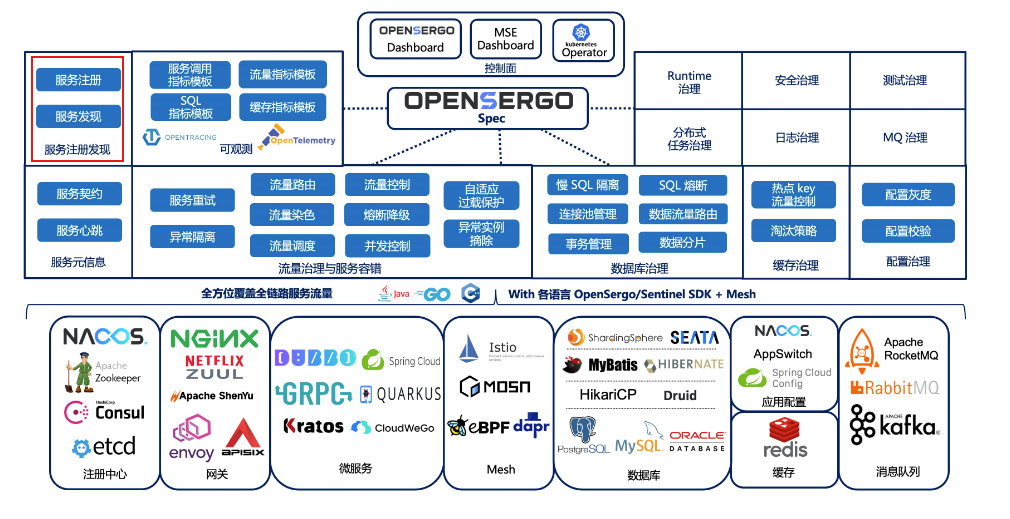 OPENSERGO
Dashboard
MSE
Dashboard
kubernetes
Operator
控制面
服务注册
服务发现
服务注册发现
服务调用
指标模板
流量指标模板
SQL
指标模板
缓存指标模板
OPENTRACING
OpenTelemetry
可观测
OPENSERGO
Spec
Runtime
治理
安全治理
测试治理
分布式
任务治理
日志治理
MQ 治理
服务契约
服务心跳
服务元信息
服务重试
异常隔离
流量路由
流量控制
流量染色
熔断降级
流量调度
并发控制
自适应
过载保护
异常实例
摘除
流量治理与服务容错
慢 SQL 隔离
SQL 熔断
连接池管理
数据流量路由
事务管理
数据分片
数据库治理
热点 key
流量控制
淘汰策略
缓存治理
配置灰度
配置校验
配置治理
全方位覆盖全链路服务流量
Java
GO
C++
With 各语言 OpenSergo/Sentinel SDK + Mesh
NACOS.
Apache
Zookeeper
HashiCorp
Consul
etcd
注册中心
NGINX
NETFLIX
ZUUL
Apache ShenYu
envoy
APISIX
网关
DUBBO
Spring Cloud
GRPC
QUARKUS
Kratos
CloudWeGo
微服务
Istio
MOSN
eBPF
dapr
Mesh
ShardingSphere
SEATA
MyBatis
HIBERNATE
HikariCP
Druid
PostgreSQL
MySQL
ORACLE
DATABASE
数据库
NACOS.
AppSwitch
Spring Cloud
Config
应用配置
redis
缓存
Apache
RocketMQ
RabbitMQ
APACHE
kafka
消息队列